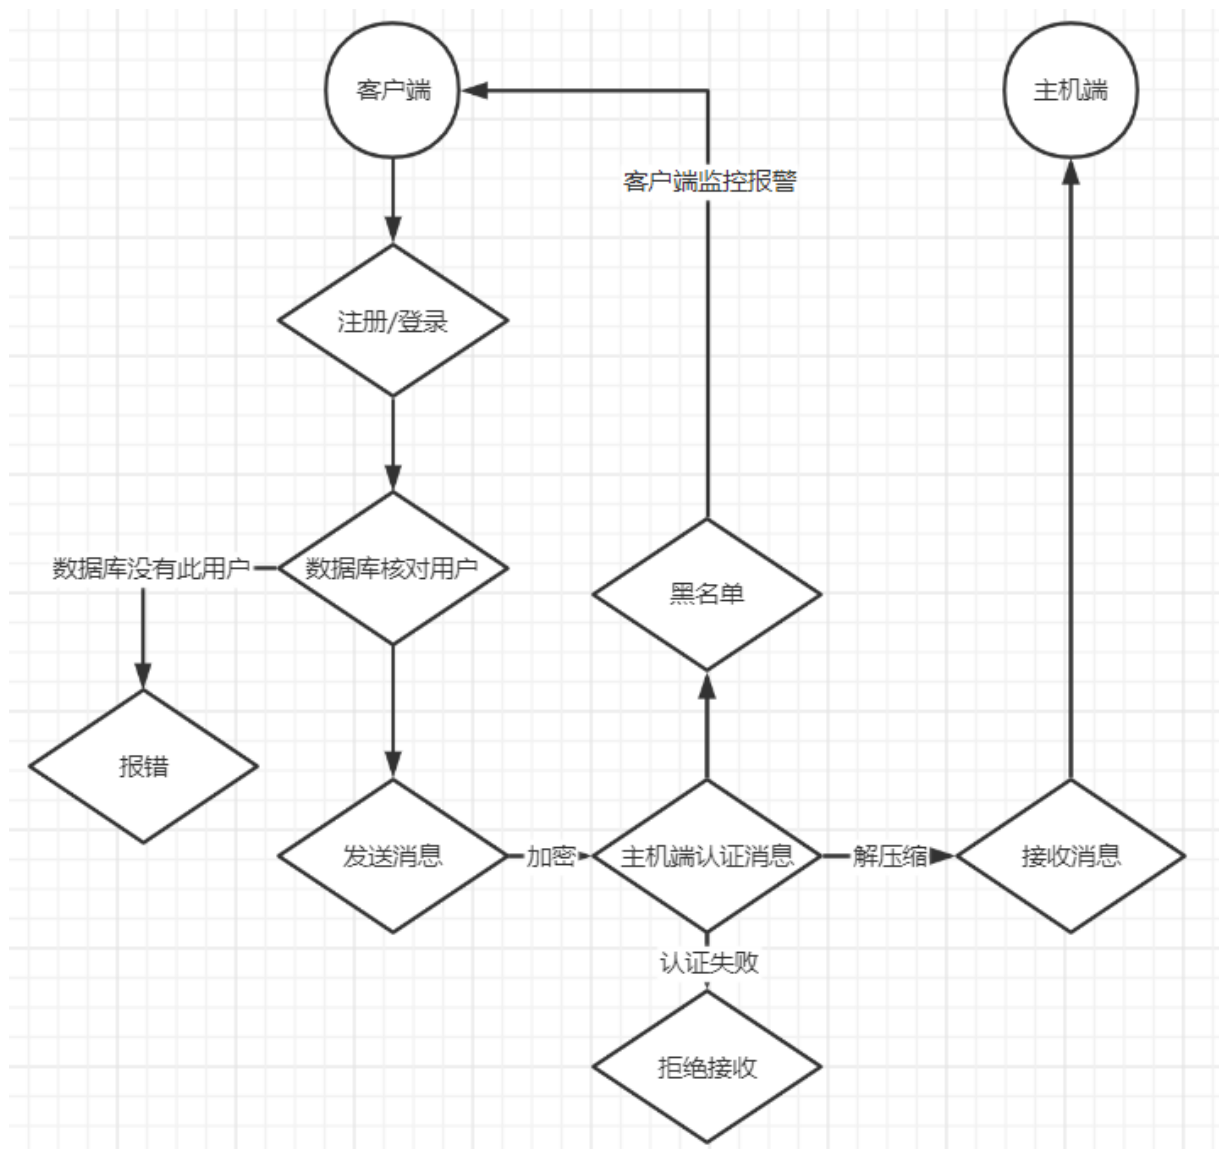 客户端
主机端
客户端监控报警
注册/登录
数据库没有此用户
数据库核对用户
黑名单
报错
发送消息
加密
主机端认证消息
解压缩
接收消息
认证失败
拒绝接收